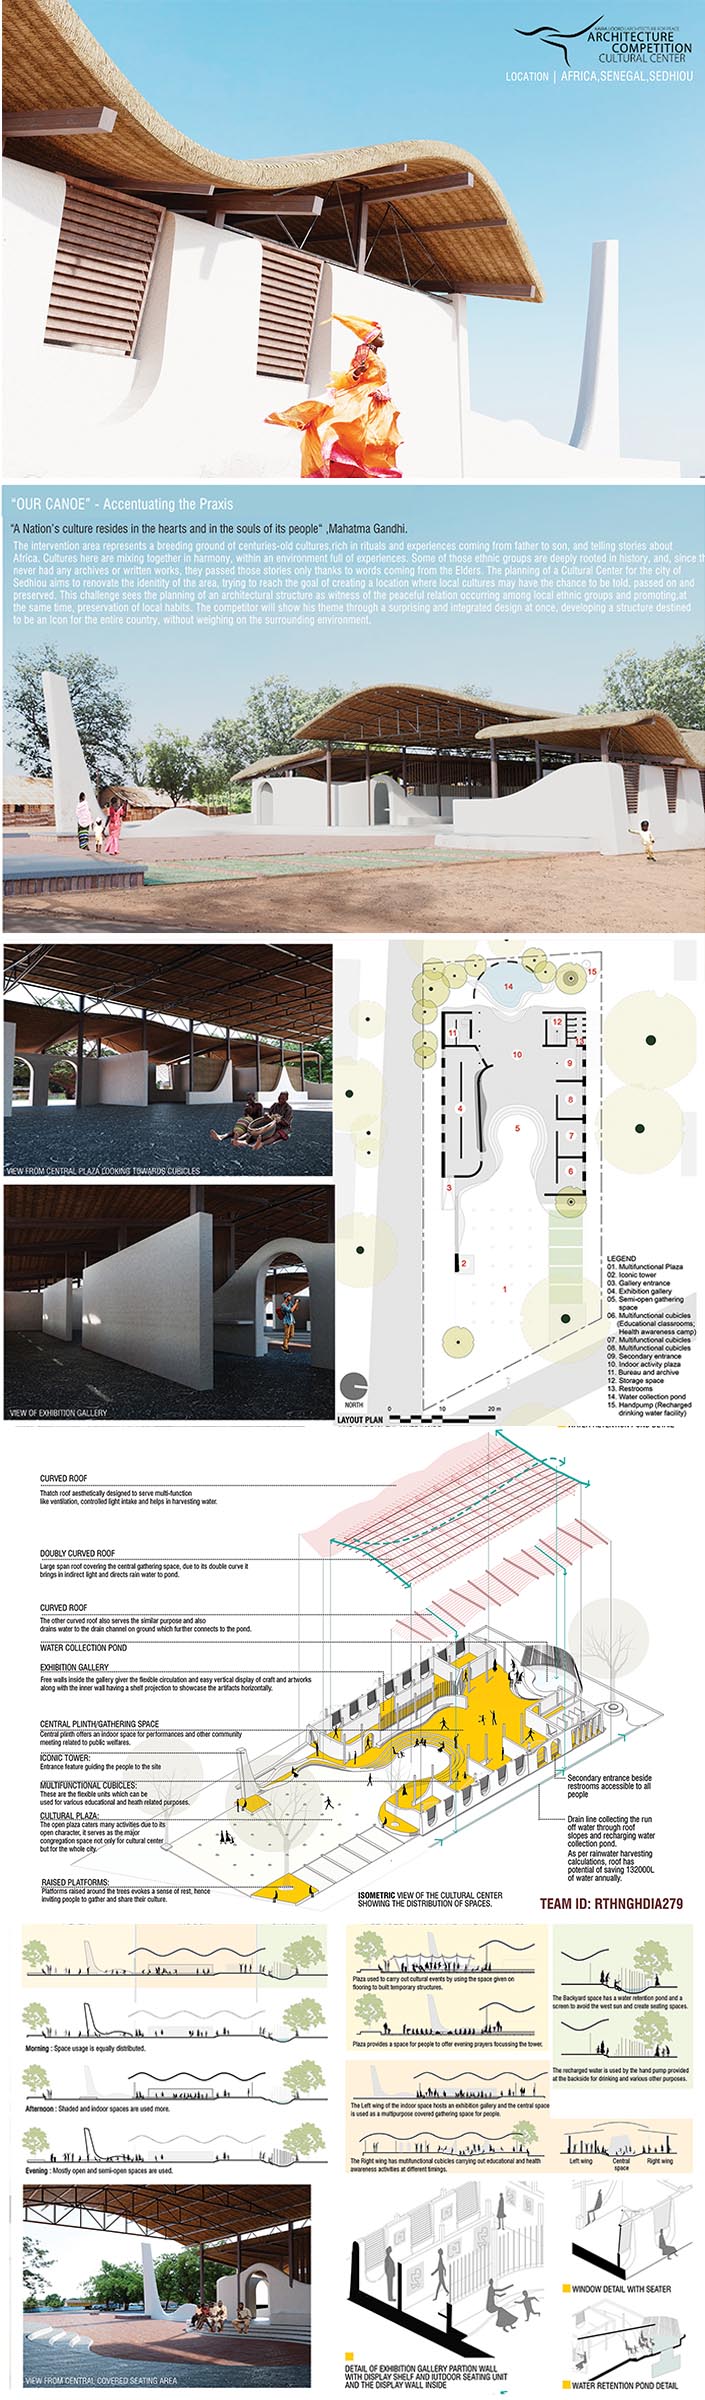 KAIRA LOORO | ARCHITECTURE FOR PEACE
ARCHITECTURE
COMPETITION
CULTURAL CENTER
LOCATION | AFRICA,SENEGAL,SEDHIOU
"OUR CANOE" - Accentuating the Praxis
"A Nation's culture resides in the hearts and in the souls of its people" ,Mahatma Gandhi.
The intervention area represents a breeding ground of centuries-old cultures,rich in rituals and experiences coming from father to son, and telling stories about
Africa. Cultures here are mixing together in harmony, within an environment full of experiences. Some of those ethnic groups are deeply rooted in history, and, since th
never had any archives or written works, they passed those stories only thanks to words coming from the Elders. The planning of a Cultural Center for the city of
Sedhiou aims to renovate the idenitity of the area, trying to reach the goal of creating a location where local cultures may have the chance to be told, passed on and
preserved. This challenge sees the planning of an architectural structure as witness of the peaceful relation occurring among local ethnic groups and promoting,at
the same time, preservation of local habits. The competitor will show his theme through a surprising and integrated design at once, developing a structure destined
to be an Icon for the entire country, without weighing on the surrounding environment.
VIEW FROM CENTRAL PLAZA LOOKING TOWARDS CUBICLES
VIEW OF EXHIBITION GALLERY
14
15
11
12
13
10
9
4
8
5
7
6
3
2
1
LEGEND
01. Multifunctional Plaza
02. Iconic tower
03. Gallery entrance
04. Exhibition gallery
05. Semi-open gathering
space
06. Multifunctional cubicles
(Educational classrooms;
Health awareness camp)
07. Multifunctional cubicles
08. Multifunctional cubicles
09. Secondary entrance
10. Indoor activity plaza
11. Bureau and archive
12. Storage space
13. Restrooms
14. Water collection pond
15. Handpump (Recharged
drinking water facility)
NORTH
LAYOUT PLAN
0 10 20 m
CURVED ROOF
Thatch roof aesthetically designed to serve multi-function
like ventilation, controlled light intake and helps in harvesting water.
DOUBLY CURVED ROOF
Large span roof covering the central gathering space, due to its double curve it
brings in indirect light and directs rain water to pond.
CURVED ROOF
The other curved roof also serves the similar purpose and also
drains water to the drain channel on ground which further connects to the pond.
WATER COLLECTION POND
EXHIBITION GALLERY
Free walls inside the gallery giver the flexible circulation and easy vertical display of craft and artworks
along with the inner wall having a shelf projection to showcase the artifacts horizontally.
CENTRAL PLINTH/GATHERING SPACE
Central plinth offers an indoor space for performances and other community
meeting related to public welfares.
ICONIC TOWER:
Entrance feature guiding the people to the site
MULTIFUNCTIONAL CUBICLES:
These are the flexible units which can be
used for various educational and heath related purposes.
CULTURAL PLAZA:
The open plaza caters many activities due to its
open character, it serves as the major
congregation space not only for cultural center
but for the whole city.
RAISED PLATFORMS:
Platforms raised around the trees evokes a sense of rest, hence
inviting people to gather and share their culture.
Secondary entrance beside
restrooms accessible to all
people
Drain line collecting the run
off water through roof
slopes and recharging water
collection pond.
As per rainwater harvesting
calculations, roof has
potential of saving 132000L
of water annually.
ISOMETRIC VIEW OF THE CULTURAL CENTER
SHOWING THE DISTRIBUTION OF SPACES.
TEAM ID: RTHNGHDIA279
Morning : Space usage is equally distributed.
Afternoon : Shaded and indoor spaces are used more.
Evening : Mostly open and semi-open spaces are used.
Plaza used to carry out cultural events by using the space given on
flooring to built temporary structures.
Plaza provides a space for people to offer evening prayers focussing the tower.
The Left wing of the indoor space hosts an exhibition gallery and the central space
is used as a multipurpose covered gathering space for people.
The Right wing has multifunctional cubicles carrying out educational and health
awareness activities at different timings.
The Backyard space has a water retention pond and a
screen to avoid the west sun and create seating spaces.
The recharged water is used by the hand pump provided
at the backside for drinking and various other purposes.
Left wing
Central
space
Right wing
VIEW FROM CENTRAL COVERED SEATING AREA
DETAIL OF EXHIBITION GALLERY PARTION WALL
WITH DISPLAY SHELF AND IUTDOOR SEATING UNIT
AND THE DISPLAY WALL INSIDE
WINDOW DETAIL WITH SEATER
WATER RETENTION POND DETAIL